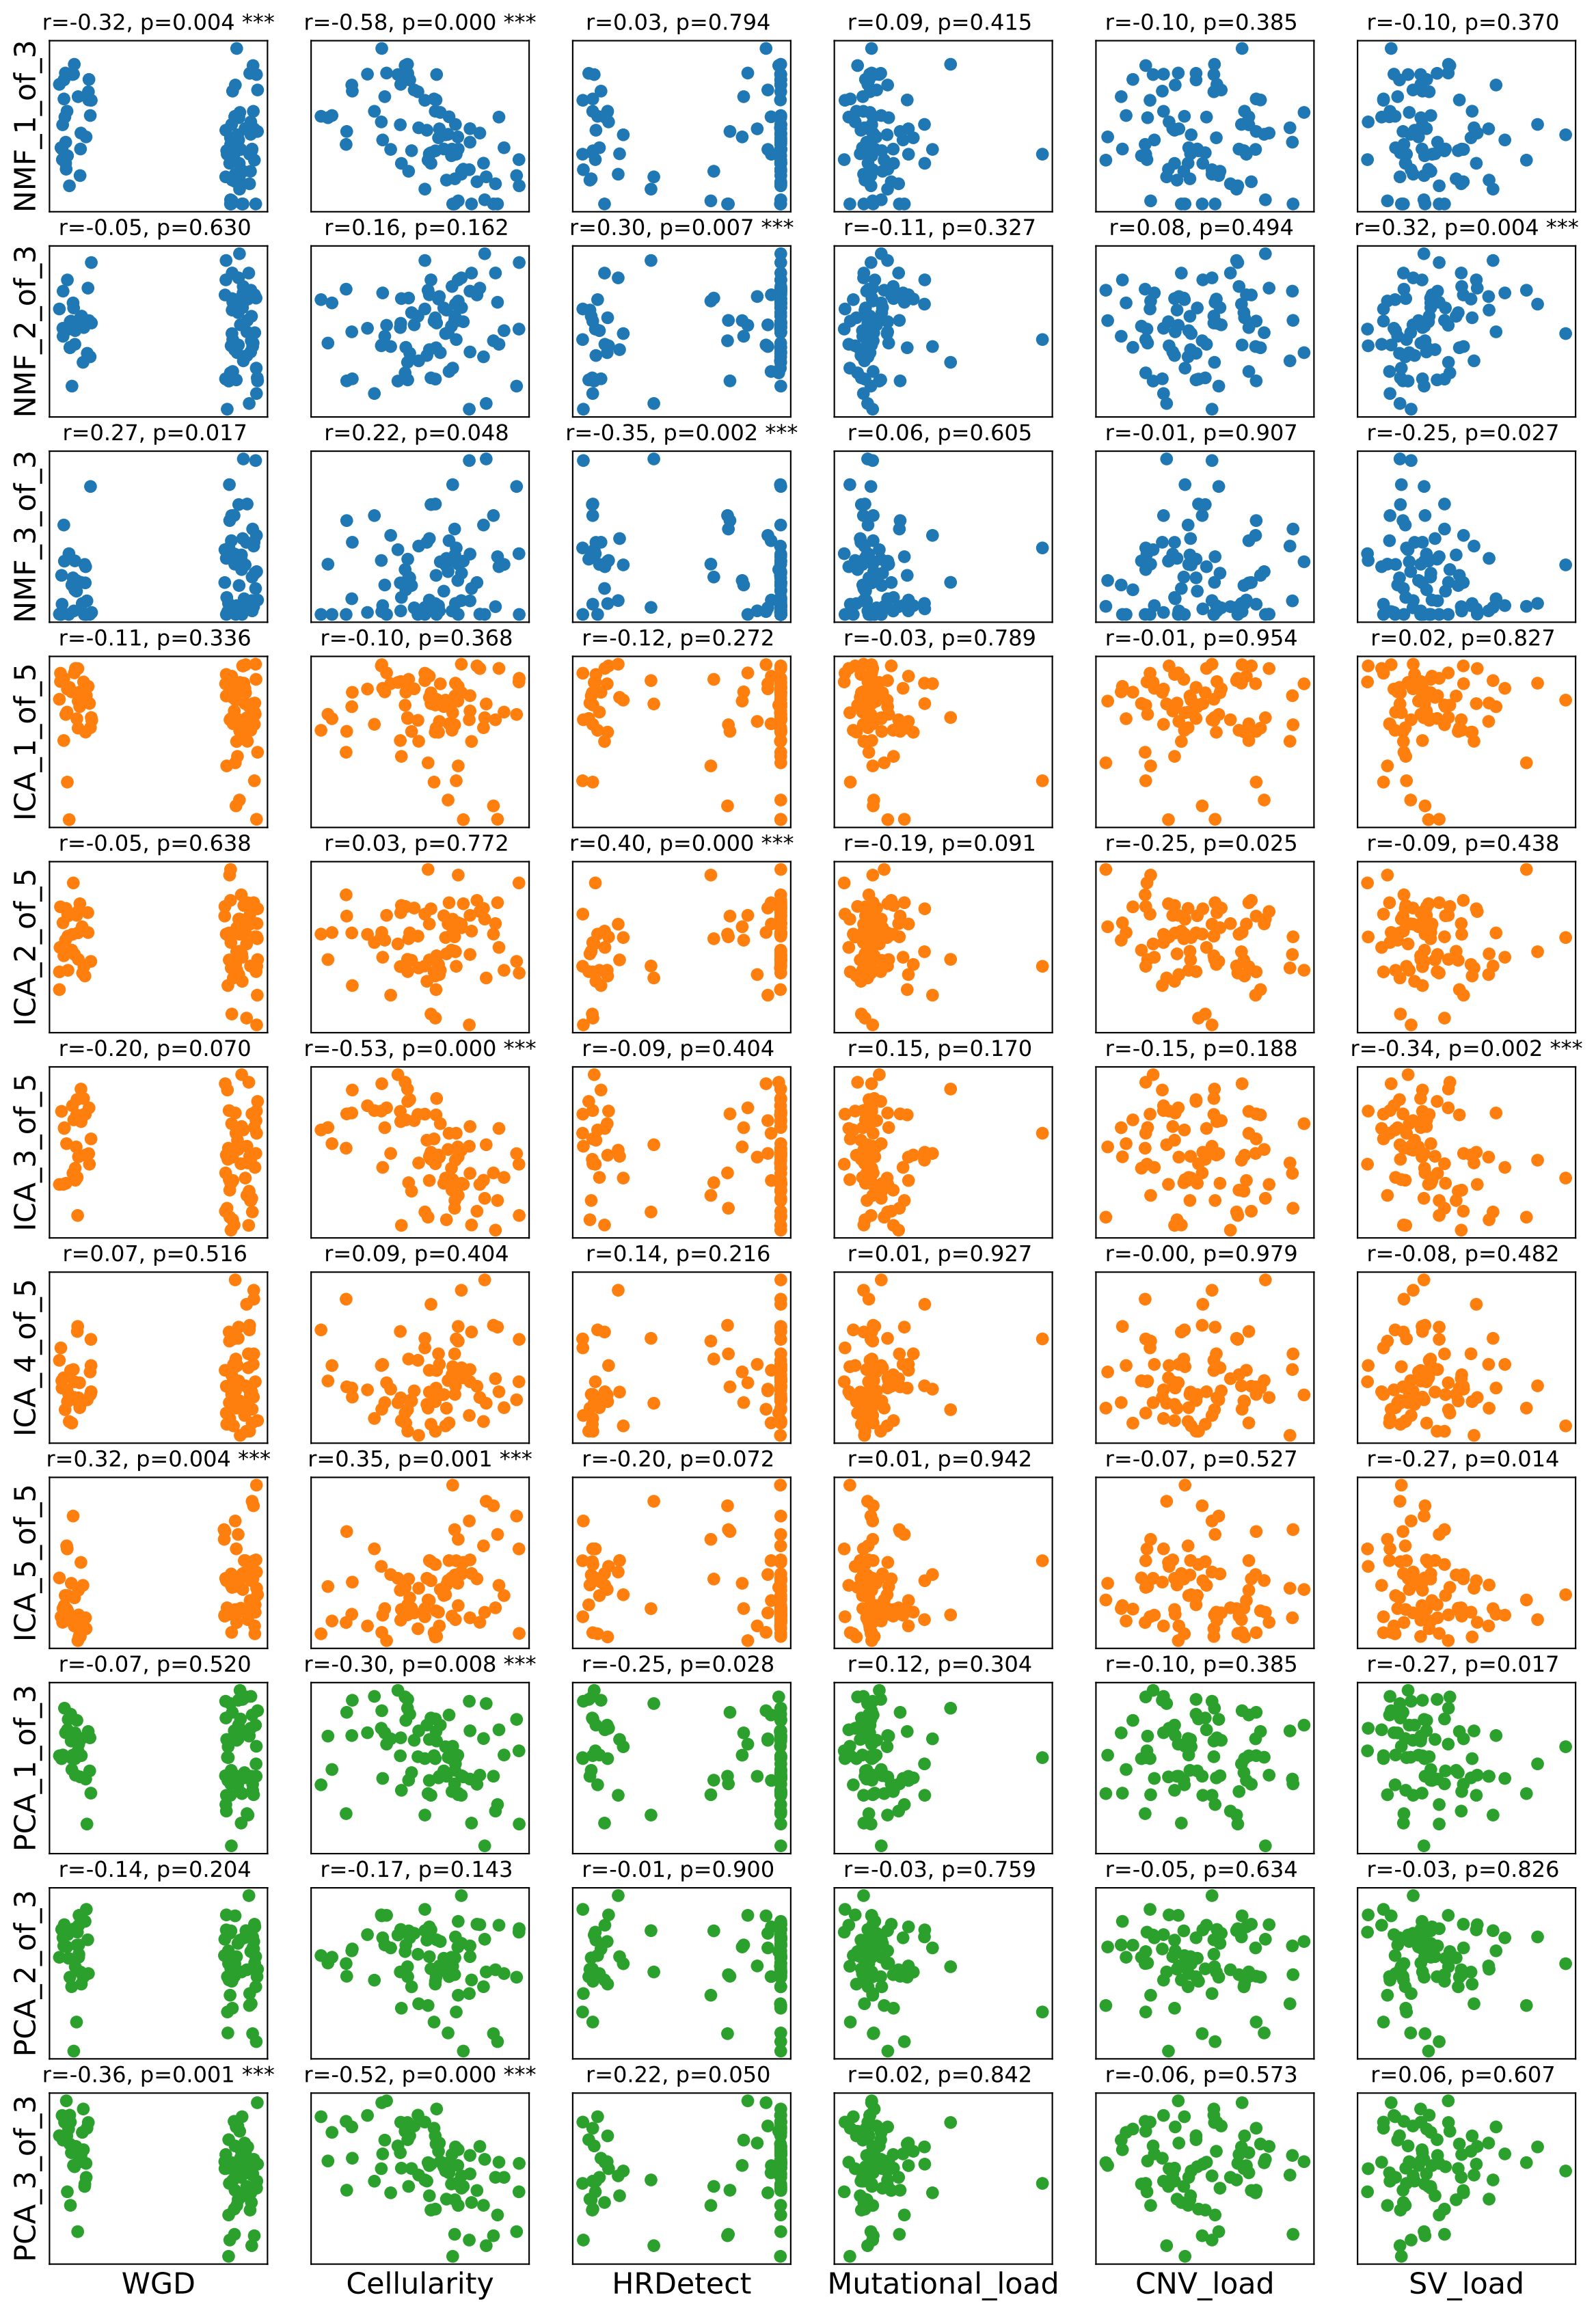 r=-0.32, p=0.004 *** r=-0.58, p=0.000 *** r=0.03, p=0.794 r=0.09, p=0.415 r=-0.10, p=0.385 r=-0.10, p=0.370
NMF_1_of_3
r=-0.05, p=0.630 r=0.16, p=0.162 r=0.30, p=0.007 *** r=-0.11, p=0.327 r=0.08, p=0.494 r=0.32, p=0.004 ***
NMF_2_of_3
r=0.27, p=0.017 r=0.22, p=0.048 r=-0.35, p=0.002 *** r=0.06, p=0.605 r=-0.01, p=0.907 r=-0.25, p=0.027
NMF_3_of_3
r=-0.11, p=0.336 r=-0.10, p=0.368 r=-0.12, p=0.272 r=-0.03, p=0.789 r=-0.01, p=0.954 r=0.02, p=0.827
ICA_1_of_5
r=-0.05, p=0.638 r=0.03, p=0.772 r=0.40, p=0.000 *** r=-0.19, p=0.091 r=-0.25, p=0.025 r=-0.09, p=0.438
ICA_2_of_5
r=-0.20, p=0.070 r=-0.53, p=0.000 *** r=-0.09, p=0.404 r=0.15, p=0.170 r=-0.15, p=0.188 r=-0.34, p=0.002 ***
ICA_3_of_5
r=0.07, p=0.516 r=0.09, p=0.404 r=0.14, p=0.216 r=0.01, p=0.927 r=-0.00, p=0.979 r=-0.08, p=0.482
ICA_4_of_5
r=0.32, p=0.004 *** r=0.35, p=0.001 *** r=-0.20, p=0.072 r=0.01, p=0.942 r=-0.07, p=0.527 r=-0.27, p=0.014
ICA_5_of_5
r=-0.07, p=0.520 r=-0.30, p=0.008 *** r=-0.25, p=0.028 r=0.12, p=0.304 r=-0.10, p=0.385 r=-0.27, p=0.017
PCA_1_of_3
r=-0.14, p=0.204 r=-0.17, p=0.143 r=-0.01, p=0.900 r=-0.03, p=0.759 r=-0.05, p=0.634 r=-0.03, p=0.826
PCA_2_of_3
r=-0.36, p=0.001 *** r=-0.52, p=0.000 *** r=0.22, p=0.050 r=0.02, p=0.842 r=-0.06, p=0.573 r=0.06, p=0.607
PCA_3_of_3
WGD Cellularity HRDetect Mutational_load CNV_load SV_load